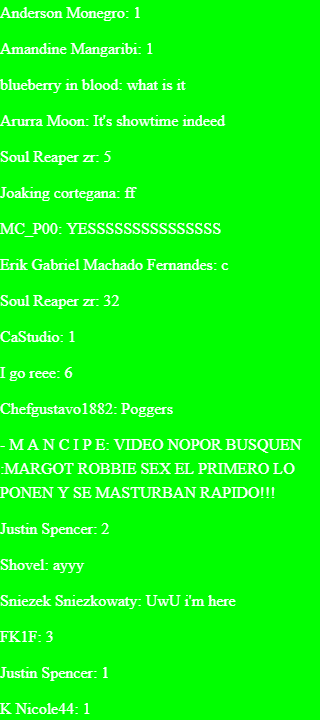 Anderson Monegro: 1
Amandine Mangaribi: 1
blueberry in blood: what is it
Arurra Moon: It's showtime indeed
Soul Reaper zr: 5
Joaking cortegana: ff
MC_P00: YESSSSSSSSSSSSSSS
Erik Gabriel Machado Fernandes: c
Soul Reaper zr: 32
CaStudio: 1
I go reee: 6
Chefgustavo1882: Poggers
- M A N C I P E: VIDEO NOPOR BUSQUEN
:MARGOT ROBBIE SEX EL PRIMERO LO
PONEN Y SE MASTURBAN RAPIDO!!!
Justin Spencer: 2
Shovel: ayyy
Sniezek Sniezkowaty: UwU i'm here
FK1F: 3
Justin Spencer: 1
K Nicole44: 1